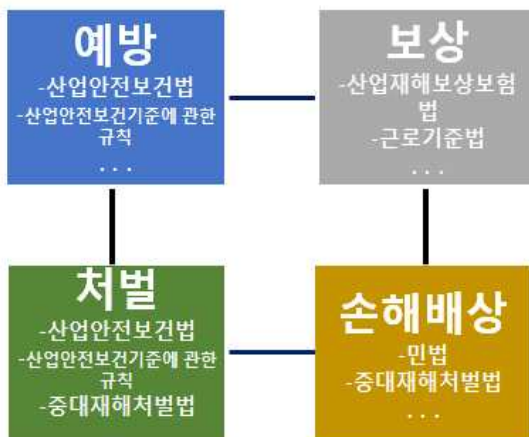 예방
-산업안전보건법
-산업안전보건기준에 관한
규칙
. . .
보상
-산업재해보상보험
법
-근로기준법
. . .
처벌
-산업안전보건법
-산업안전보건기준에 관한
규칙
-중대재해처벌법
손해배상
-민법
-중대재해처벌법
. . .